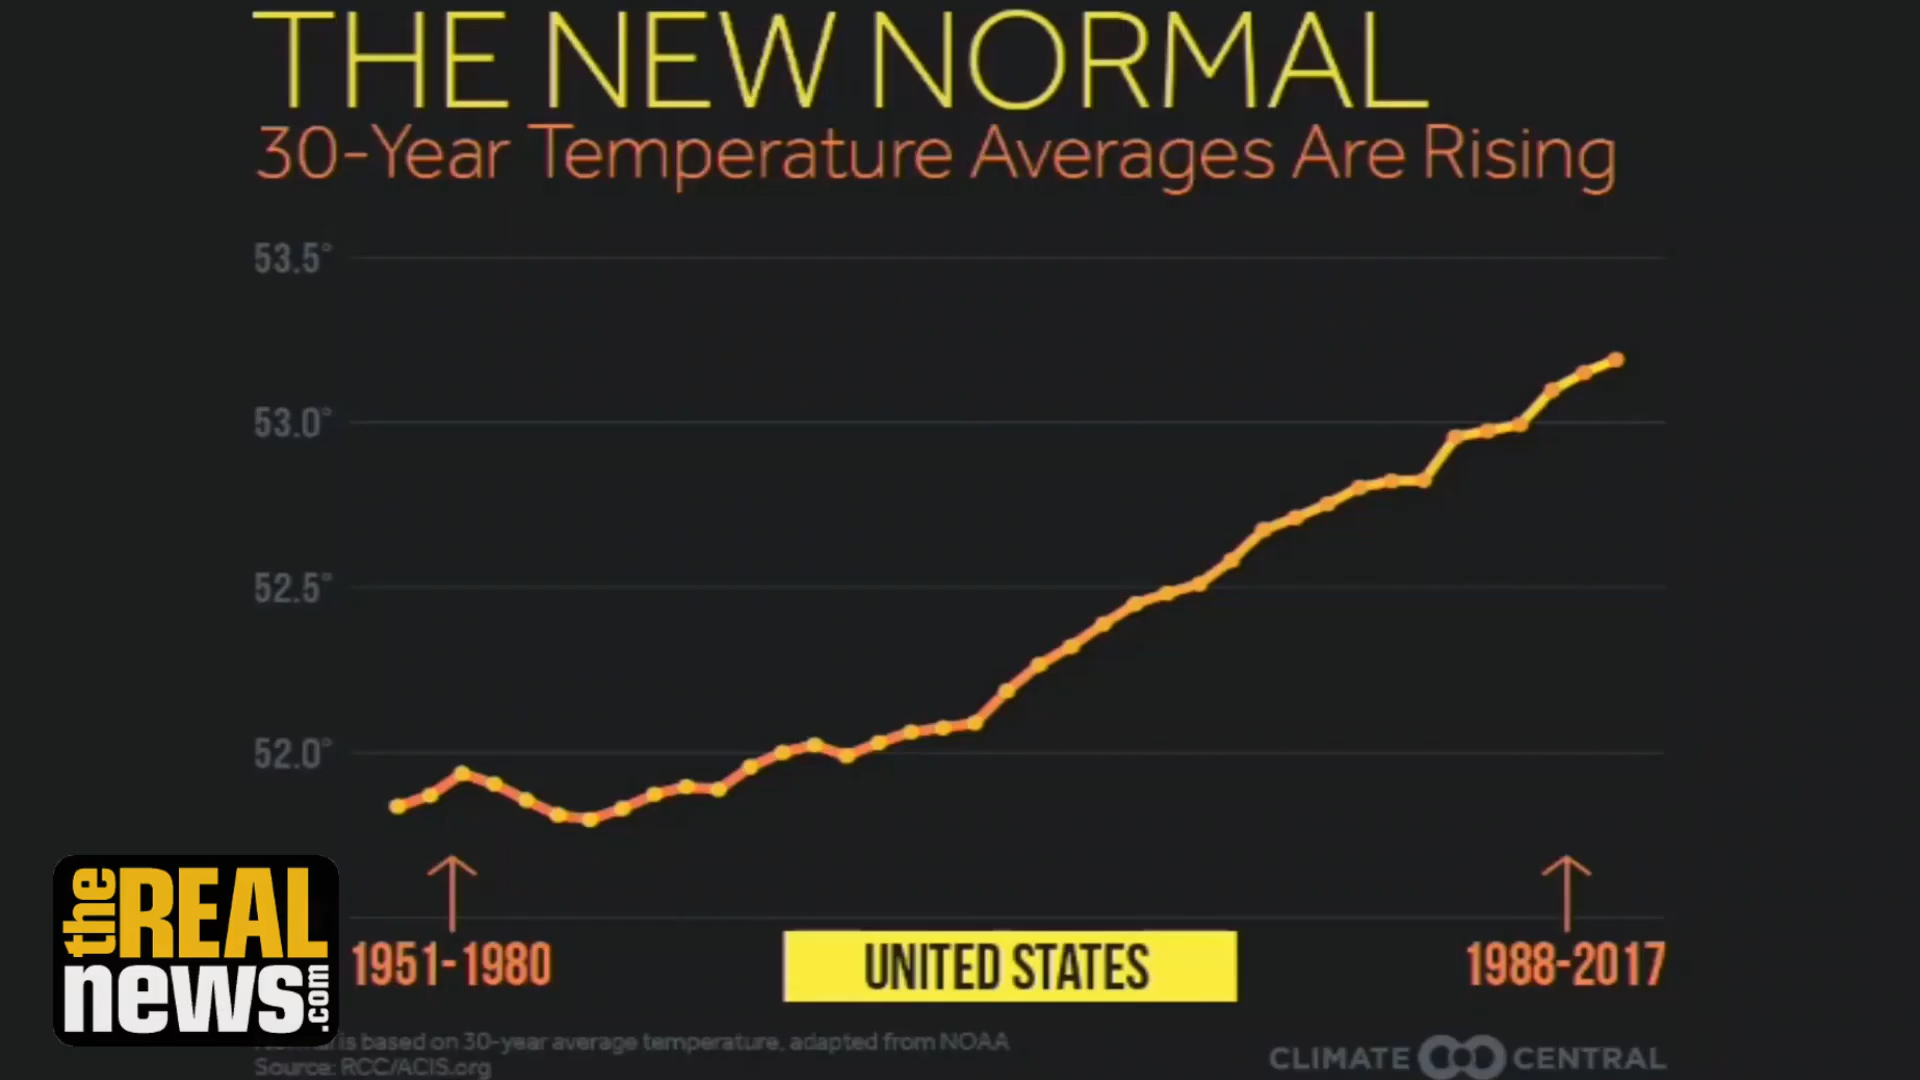 THE NEW NORMAL
30-Year Temperature Averages Are Rising
53.5°
53.0°
52.5°
52.0°
1951-1980
UNITED STATES
1988-2017
the REAL
news.com
is based on 30-year average temperature, adapted from NOAA
Source: RCC/ACIS.org
CLIMATE CENTRAL